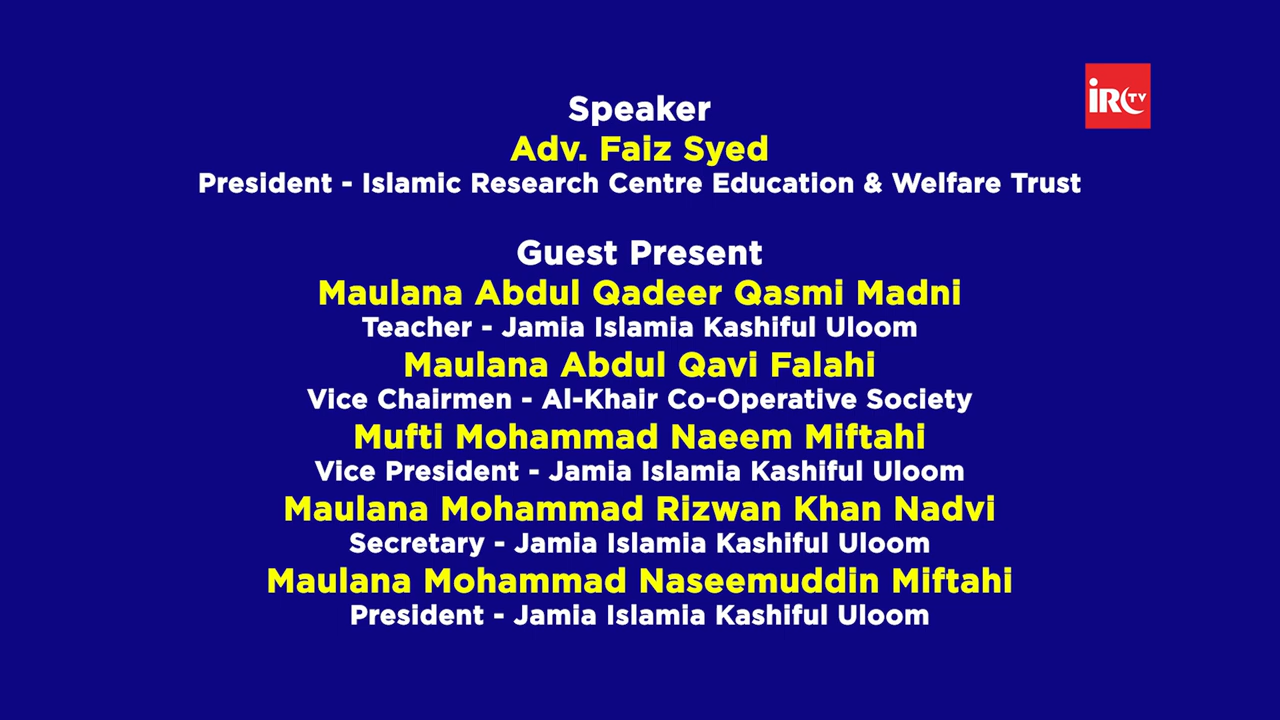 iRC TV
Speaker
Adv. Faiz Syed
President - Islamic Research Centre Education & Welfare Trust
Guest Present
Maulana Abdul Qadeer Qasmi Madni
Teacher - Jamia Islamia Kashiful Uloom
Maulana Abdul Qavi Falahi
Vice Chairmen - Al-Khair Co-Operative Society
Mufti Mohammad Naeem Miftahi
Vice President - Jamia Islamia Kashiful Uloom
Maulana Mohammad Rizwan Khan Nadvi
Secretary - Jamia Islamia Kashiful Uloom
Maulana Mohammad Naseemuddin Miftahi
President - Jamia Islamia Kashiful Uloom